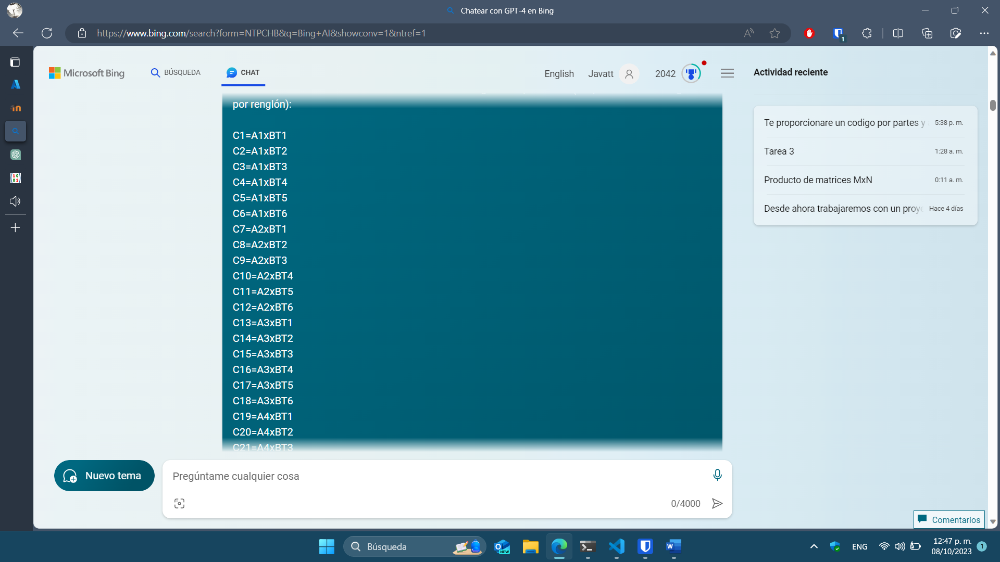 Chatear con GPT-4 en Bing
https://www.bing.com/search?form=NTPCHB&q=Bing+AI&showconv=1&ntref=1
1
Microsoft Bing
BÚSQUEDA
CHAT
English
Javatt
2042
por renglón):
C1=A1xBT1
C2=A1xBT2
C3=A1xBT3
C4=A1xBT4
C5=A1xBT5
C6=A1xBT6
C7=A2xBT1
C8=A2xBT2
C9=A2xBT3
C10=A2xBT4
C11=A2xBT5
C12=A2xBT6
C13=A3xBT1
C14=A3xBT2
C15=A3xBT3
C16=A3xBT4
C17=A3xBT5
C18=A3xBT6
C19=A4xBT1
C20=A4xBT2
C21=A4xBT3
Actividad reciente
Te proporcionare un codigo por partes y 5:38 p. m.
Tarea 3 1:28 a. m.
Producto de matrices MxN 0:11 a. m.
Desde ahora trabajaremos con un proye Hace 4 días
Nuevo tema
Pregúntame cualquier cosa
0/4000
Comentarios
Búsqueda
NEW
ENG
12:47 p. m.
08/10/2023
1